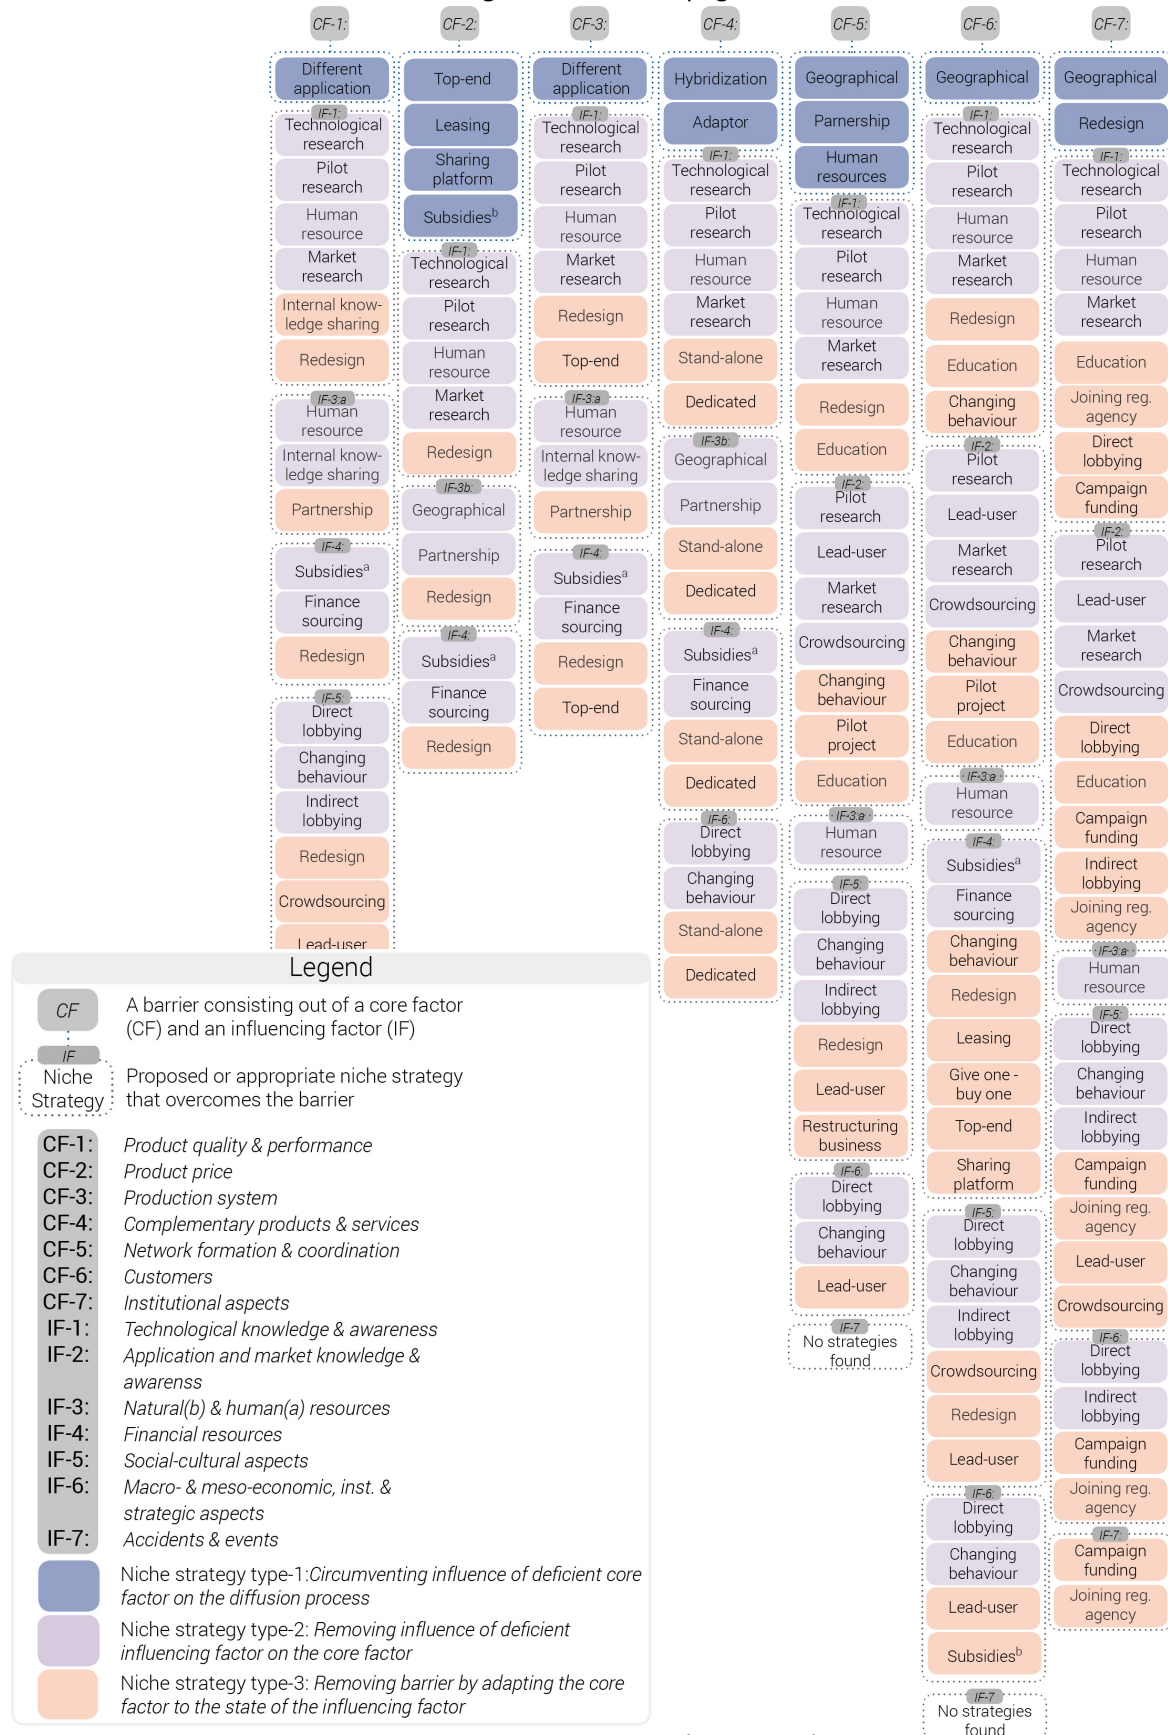 CF-1:
Different
application
IF-1:
Technological
research
Pilot
research
Human
resource
Market
research
Internal know-
ledge sharing
Redesign
IF-3:a
Human
resource
Internal know-
ledge sharing
Partnership
IF-4:
Subsidiesa
Finance
sourcing
Redesign
IF-5:
Direct
lobbying
Changing
behaviour
Indirect
lobbying
Redesign
Crowdsourcing
Lead-user
CF-2:
Top-end
Leasing
Sharing
platform
Subsidiesb
IF-1:
Technological
research
Pilot
research
Human
resource
Market
research
Redesign
IF-3b:
Geographical
Partnership
Redesign
IF-4:
Subsidiesa
Finance
sourcing
Redesign
CF-3:
Different
application
IF-1:
Technological
research
Pilot
research
Human
resource
Market
research
Redesign
Top-end
IF-3:a
Human
resource
Internal know-
ledge sharing
Partnership
IF-4:
Subsidiesa
Finance
sourcing
Redesign
Top-end
CF-4:
Hybridization
Adaptor
IF-1:
Technological
research
Pilot
research
Human
resource
Market
research
Stand-alone
Dedicated
IF-3b:
Geographical
Partnership
Stand-alone
Dedicated
IF-4:
Subsidiesa
Finance
sourcing
Stand-alone
Dedicated
IF-6:
Direct
lobbying
Changing
behaviour
Stand-alone
Dedicated
CF-5:
Geographical
Parnership
Human
resources
IF-1:
Technological
research
Pilot
research
Human
resource
Market
research
Redesign
Education
IF-2:
Pilot
research
Lead-user
Market
research
Crowdsourcing
Changing
behaviour
Pilot
project
Education
IF-3:a
Human
resource
IF-5:
Direct
lobbying
Changing
behaviour
Indirect
lobbying
Redesign
Lead-user
Restructuring
business
IF-6:
Direct
lobbying
Changing
behaviour
Lead-user
IF-7
No strategies
found
CF-6:
Geographical
IF-1:
Technological
research
Pilot
research
Human
resource
Market
research
Redesign
Education
Changing
behaviour
IF-2:
Pilot
research
Lead-user
Market
research
Crowdsourcing
Changing
behaviour
Pilot
project
Education
IF-3:a
Human
resource
IF-4:
Subsidiesa
Finance
sourcing
Changing
behaviour
Redesign
Leasing
Give one -
buy one
Top-end
Sharing
platform
IF-5:
Direct
lobbying
Changing
behaviour
Indirect
lobbying
Crowdsourcing
Redesign
Lead-user
IF-6:
Direct
lobbying
Changing
behaviour
Lead-user
Subsidiesb
IF-7
No strategies
found
CF-7:
Geographical
Redesign
IF-1:
Technological
research
Pilot
research
Human
resource
Market
research
Education
Joining reg.
agency
Direct
lobbying
Campaign
funding
IF-2:
Pilot
research
Lead-user
Market
research
Crowdsourcing
Direct
lobbying
Education
Campaign
funding
Indirect
lobbying
Joining reg.
agency
IF-3:a
Human
resource
IF-5:
Direct
lobbying
Changing
behaviour
Indirect
lobbying
Campaign
funding
Joining reg.
agency
Lead-user
Crowdsourcing
IF-6:
Direct
lobbying
Indirect
lobbying
Campaign
funding
Joining reg.
agency
IF-7:
Campaign
funding
Joining reg.
agency
Legend
CF
A barrier consisting out of a core factor
(CF) and an influencing factor (IF)
IF
Niche
Strategy
Proposed or appropriate niche strategy
that overcomes the barrier
CF-1: Product quality & performance
CF-2: Product price
CF-3: Production system
CF-4: Complementary products & services
CF-5: Network formation & coordination
CF-6: Customers
CF-7: Institutional aspects
IF-1: Technological knowledge & awareness
IF-2: Application and market knowledge &
awarenss
IF-3: Natural(b) & human(a) resources
IF-4: Financial resources
IF-5: Social-cultural aspects
IF-6: Macro- & meso-economic, inst. &
strategic aspects
IF-7: Accidents & events
Niche strategy type-1:Circumventing influence of deficient core
factor on the diffusion process
Niche strategy type-2: Removing influence of deficient
influencing factor on the core factor
Niche strategy type-3: Removing barrier by adapting the core
factor to the state of the influencing factor